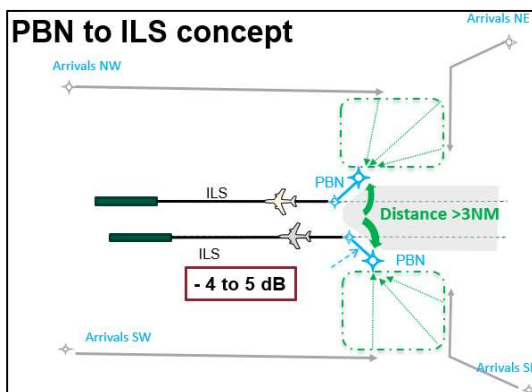 PBN to ILS concept
Arrivals NE
Arrivals NW
PBN
ILS
Distance >3NM
ILS
PBN
- 4 to 5 dB
Arrivals SW
Arrivals S